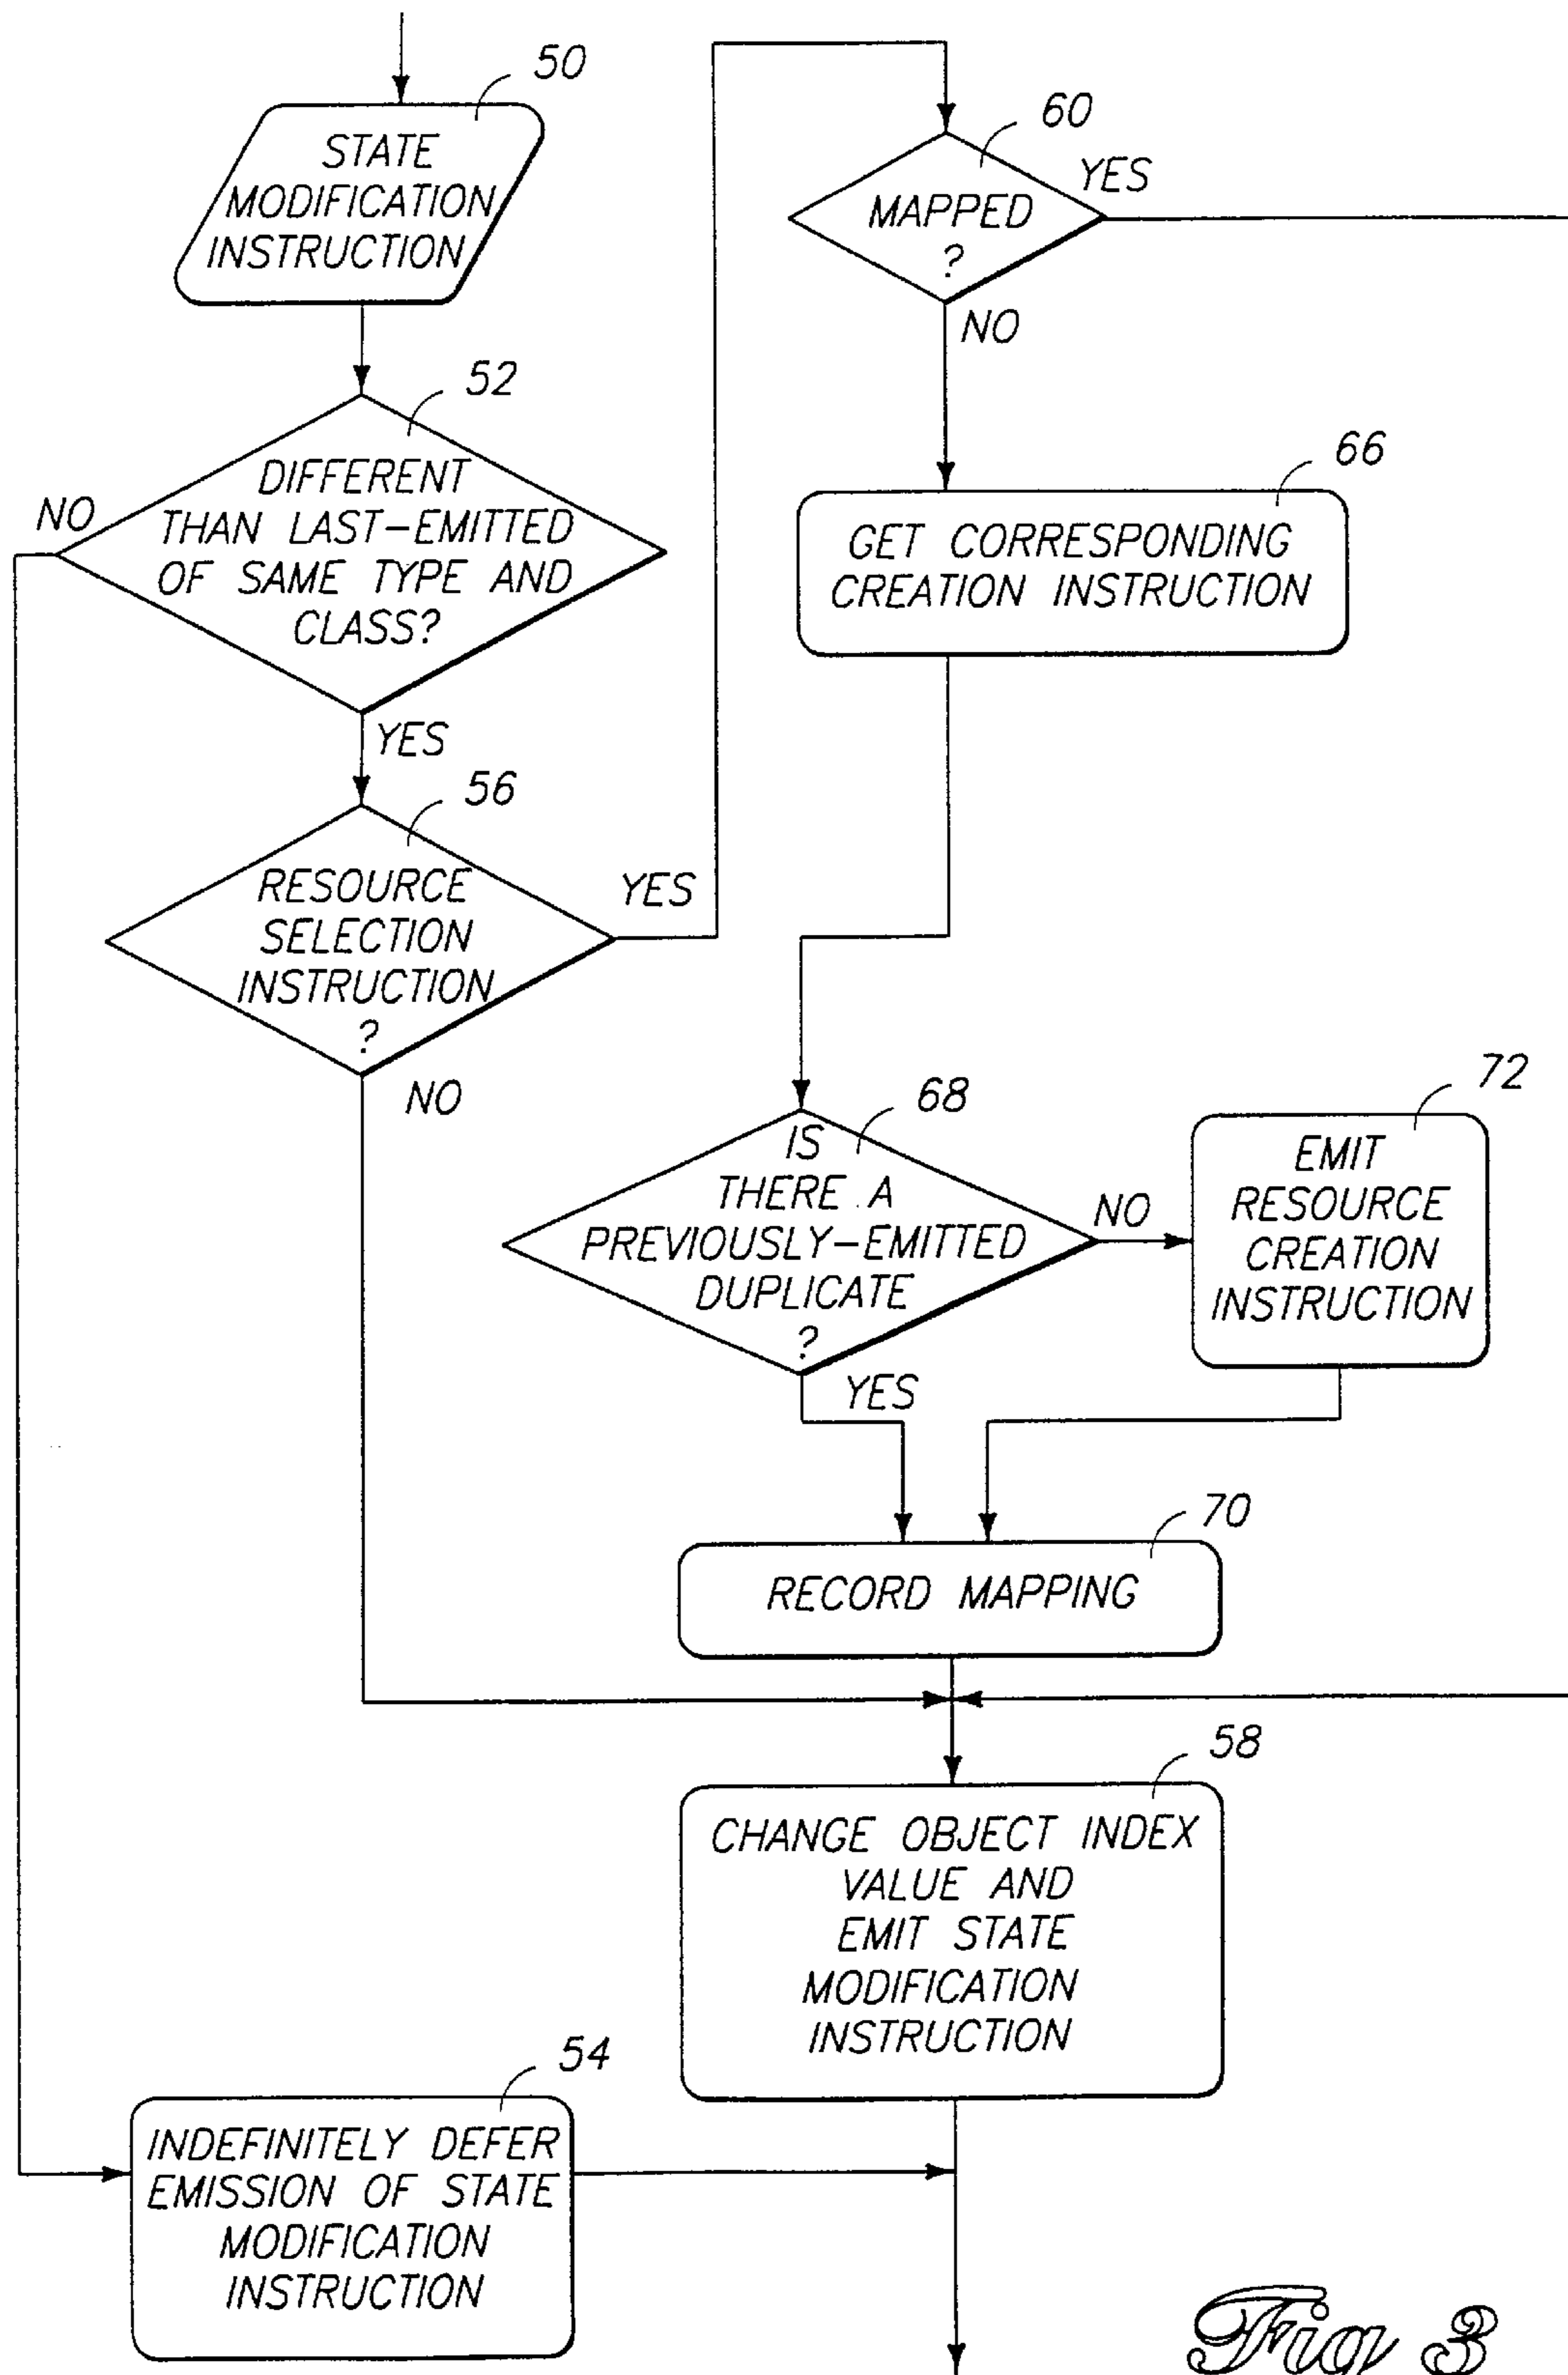 50
STATE
MODIFICATION
INSTRUCTION
52
DIFFERENT
THAN LAST-EMITTED
OF SAME TYPE AND
CLASS?
NO
YES
56
RESOURCE
SELECTION
INSTRUCTION
?
YES
NO
60
MAPPED
?
YES
NO
66
GET CORRESPONDING
CREATION INSTRUCTION
68
IS
THERE A
PREVIOUSLY-EMITTED
DUPLICATE
?
NO
YES
72
EMIT
RESOURCE
CREATION
INSTRUCTION
70
RECORD MAPPING
58
CHANGE OBJECT INDEX
VALUE AND
EMIT STATE
MODIFICATION
INSTRUCTION
54
INDEFINITELY DEFER
EMISSION OF STATE
MODIFICATION
INSTRUCTION
Fig 3